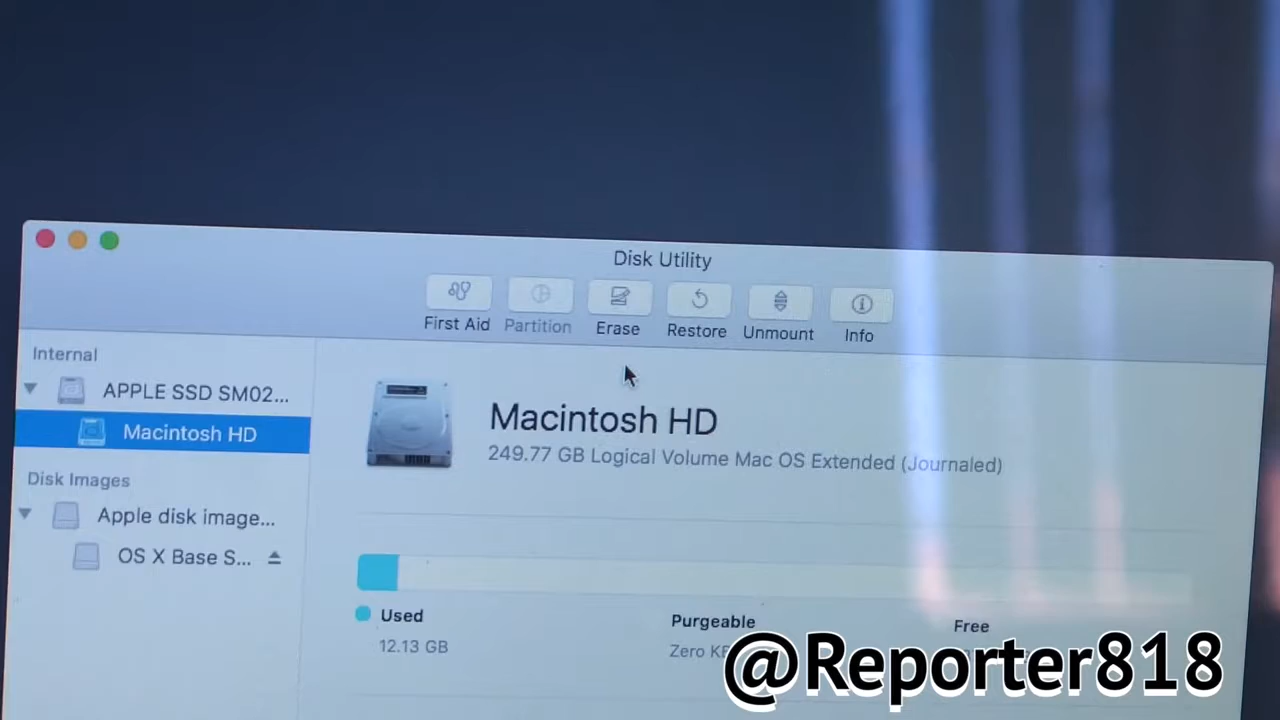 Disk Utility
First Aid
Partition
Erase
Restore
Unmount
Info
Internal
APPLE SSD SM02...
Macintosh HD
Disk Images
Apple disk image...
OS X Base S...
Macintosh HD
249.77 GB Logical Volume Mac OS Extended (Journaled)
Used
12.13 GB
Purgeable
Zero
Free
@Reporter818